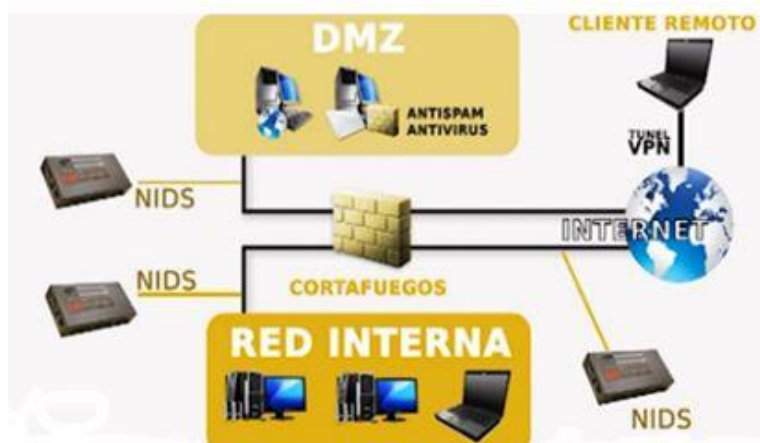 DMZ
CLIENTE REMOTO
ANTISPAM
ANTIVIRUS
TUNEL
VPN
NIDS
INTERNET
NIDS
CORTAFUEGOS
RED INTERNA
NIDS